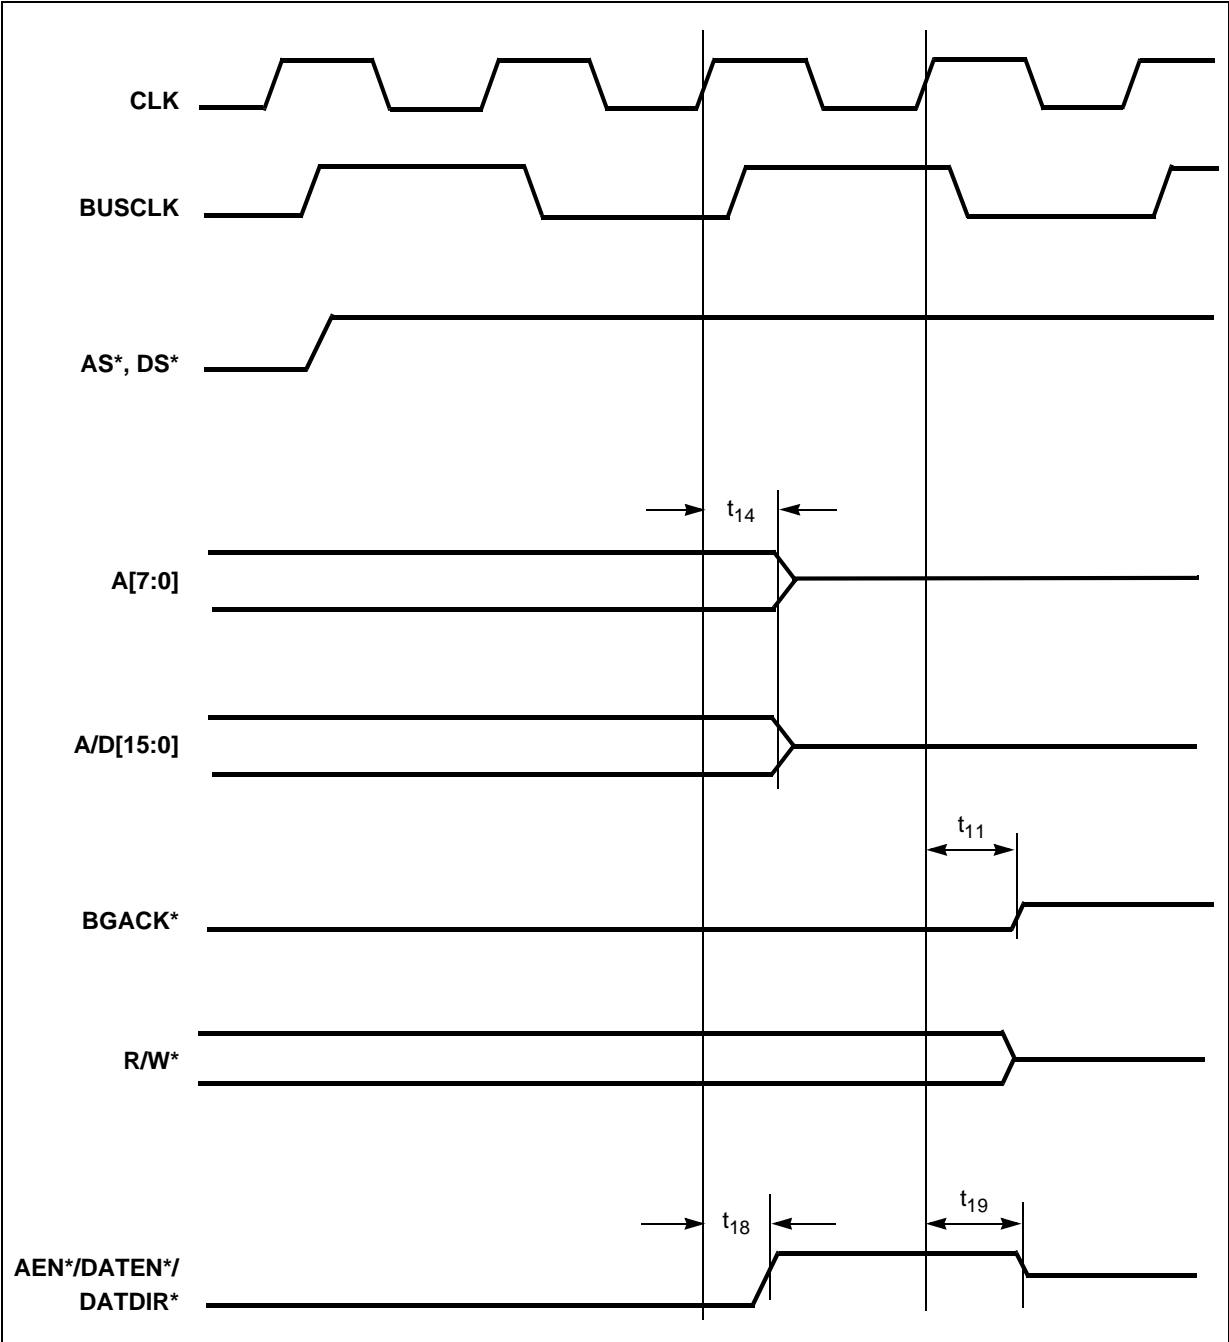 CLK
BUSCLK
AS*, DS*
t14
A[7:0]
A/D[15:0]
t11
BGACK*
R/W*
t18
t19
AEN*/DATEN*/
DATDIR*